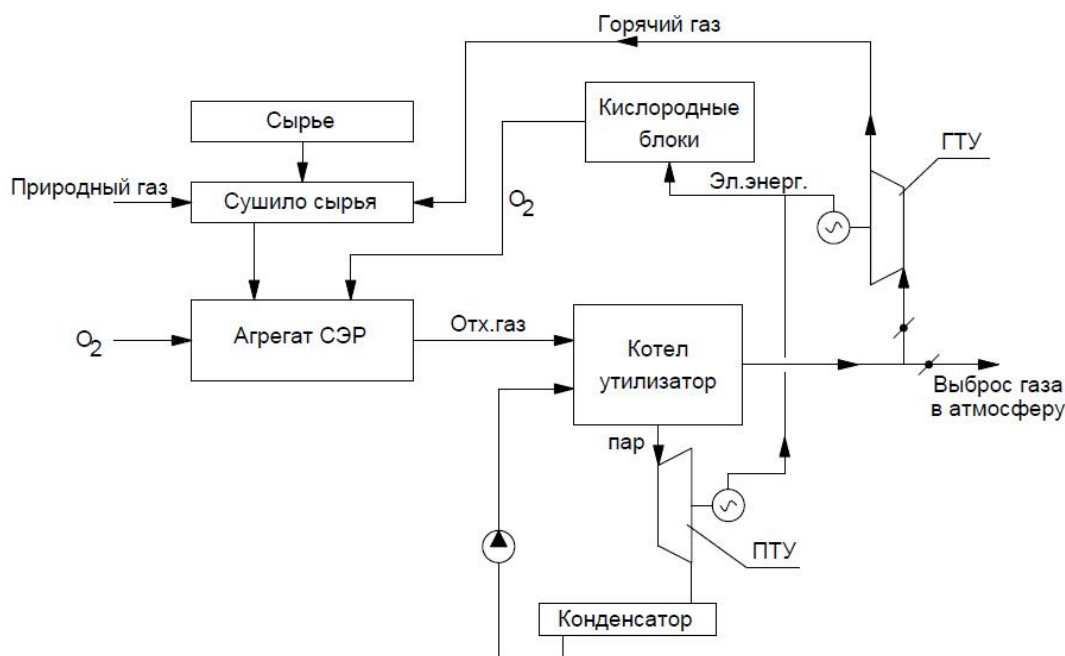 Горячий газ
Сырье
Кислородные
блоки
ГТУ
Природный газ
Сушило сырья
O2
Эл.энерг.
O2
Агрегат СЭР
Отх.газ
Котел
утилизатор
Выброс газа
в атмосферу
пар
ПТУ
Конденсатор